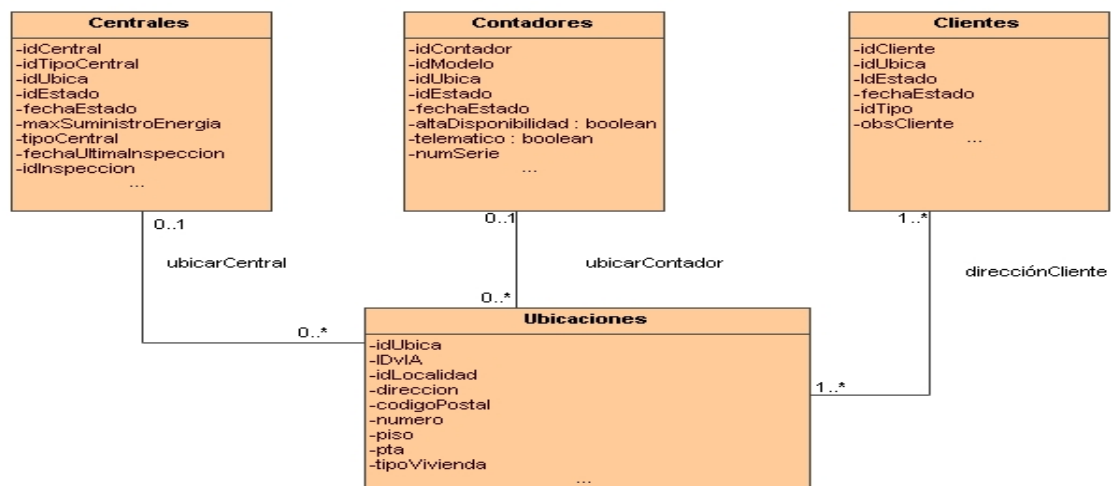 Centrales
-idCentral
-idTipoCentral
-idUbica
-idEstado
-fechaEstado
-maxSuministroEnergia
-tipoCentral
-fechaUltimaInspeccion
-idInspeccion
...
Contadores
-idContador
-idModelo
-idUbica
-idEstado
-fechaEstado
-altaDisponibilidad : boolean
-telematico : boolean
-numSerie
...
Clientes
-idCliente
-idUbica
-IdEstado
-fechaEstado
-idTipo
-obsCliente
...
0..1
ubicarCentral
0..*
0..1
ubicarContador
0..*
1..*
direcciónCliente
1..*
Ubicaciones
-idUbica
-IDvIA
-idLocalidad
-direccion
-codigoPostal
-numero
-piso
-pta
-tipoVivienda
...